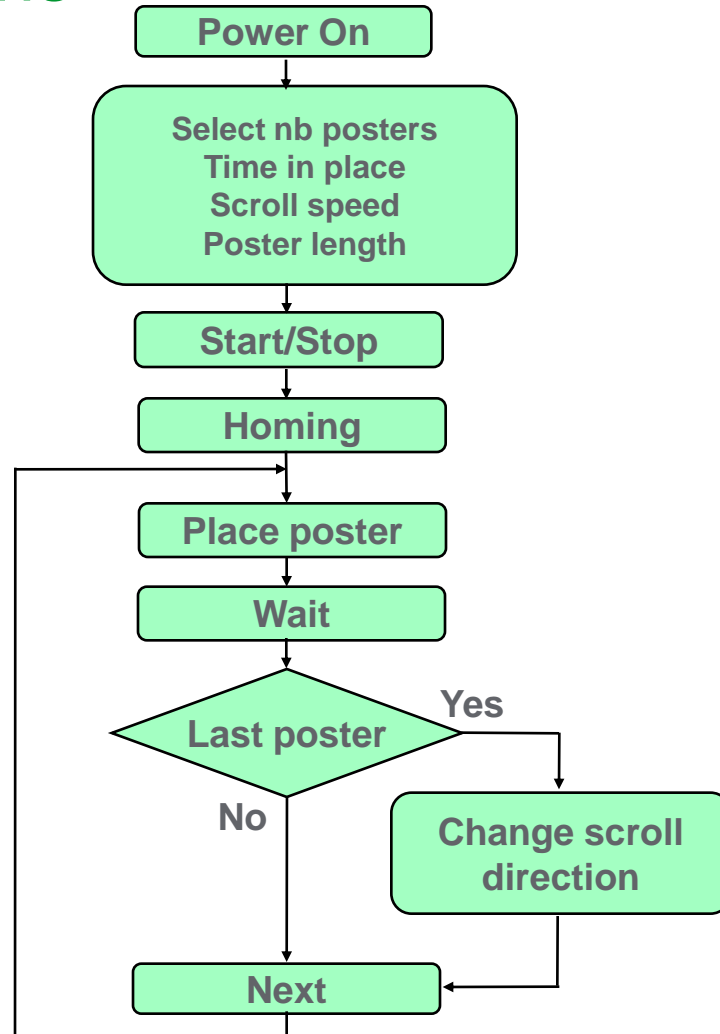 Power On
Select nb posters
Time in place
Scroll speed
Poster length
Start/Stop
Homing
Place poster
Wait
Last poster
Yes
No
Change scroll
direction
Next